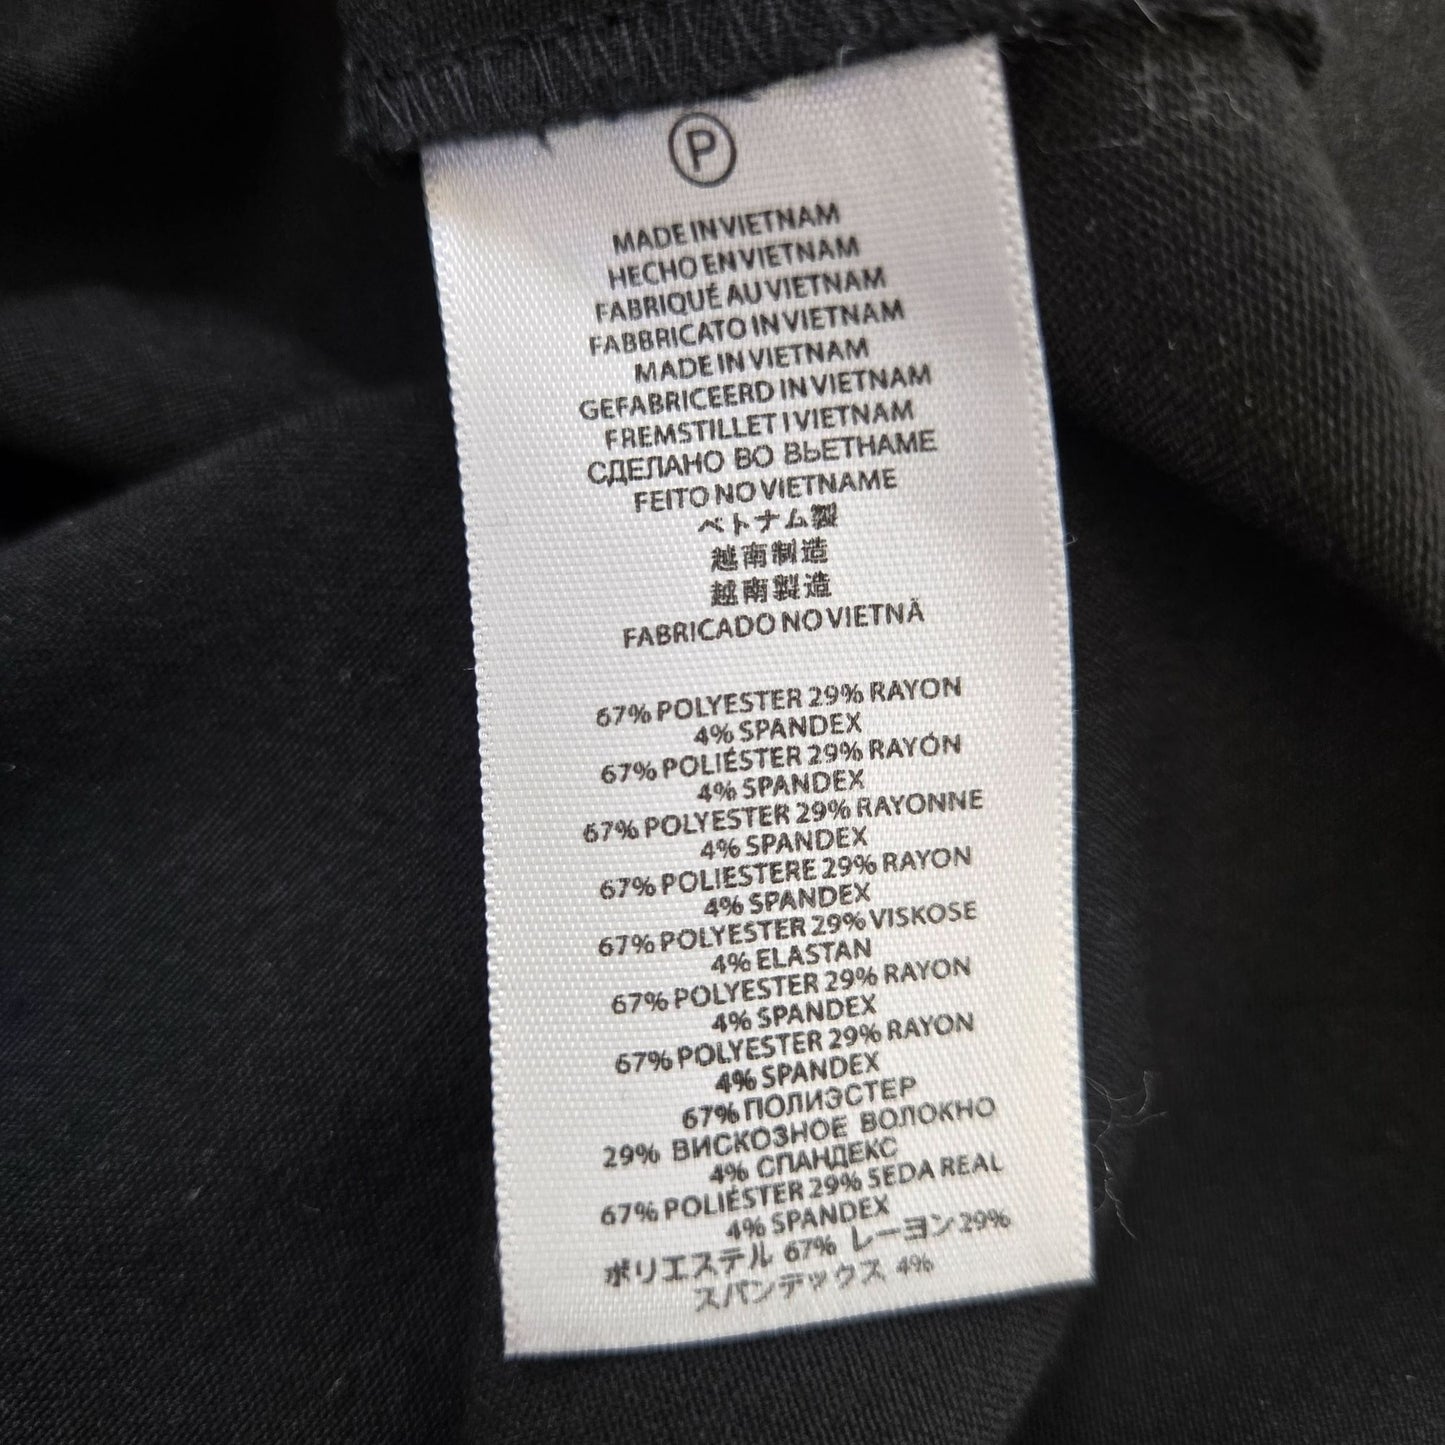 P
MADE IN VIETNAM
HECHO EN VIETNAM
FABRIQUÉ AU VIETNAM
FABBRICATO IN VIETNAM
MADE IN VIETNAM
GEFABRICEERD IN VIETNAM
FREMSTILLET I VIETNAM
СДЕЛАНО ВО ВЬЕТНАМЕ
FEITO NO VIETNAME
ベトナム製
越南制造
越南製造
FABRICADO NO VIETNÃ
67% POLYESTER 29% RAYON
4% SPANDEX
67% POLIÉSTER 29% RAYÓN
4% SPANDEX
67% POLYESTER 29% RAYONNE
4% SPANDEX
67% POLIESTERE 29% RAYON
4% SPANDEX
67% POLYESTER 29% VISKOSE
4% ELASTAN
67% POLYESTER 29% RAYON
4% SPANDEX
67% POLYESTER 29% RAYON
4% SPANDEX
67% ПОЛИЭСТЕР
29% ВИСКОЗНОЕ ВОЛОКНО
4% СПАНДЕКС
67% POLIÉSTER 29% SEDA REAL
4% SPANDEX
ポリエステル 67% レーヨン 29%
スパンデックス 4%